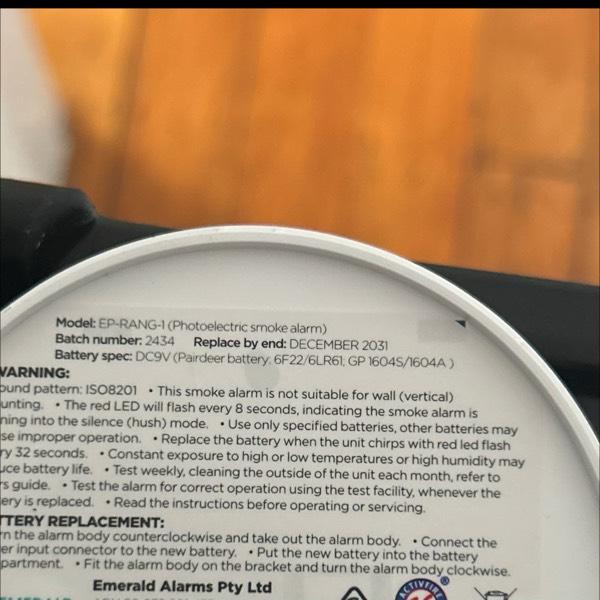 Model: EP-RANG-1 (Photoelectric smoke alarm)
Batch number: 2434 Replace by end: DECEMBER 2031
Battery spec: DC9V (Pairdeer battery: 6F22/6LR61, GP 1604S/1604A )
WARNING:
ound pattern: ISO8201 • This smoke alarm is not suitable for wall (vertical)
unting. • The red LED will flash every 8 seconds, indicating the smoke alarm is
ning into the silence (hush) mode. • Use only specified batteries, other batteries may
se improper operation. • Replace the battery when the unit chirps with red led flash
ry 32 seconds. • Constant exposure to high or low temperatures or high humidity may
uce battery life. • Test weekly, cleaning the outside of the unit each month, refer to
rs guide. • Test the alarm for correct operation using the test facility, whenever the
ery is replaced. • Read the instructions before operating or servicing.
TTERY REPLACEMENT:
rn the alarm body counterclockwise and take out the alarm body. • Connect the
er input connector to the new battery. • Put the new battery into the battery
partment. • Fit the alarm body on the bracket and turn the alarm body clockwise.
Emerald Alarms Pty Ltd
ACTIVFIRE ®